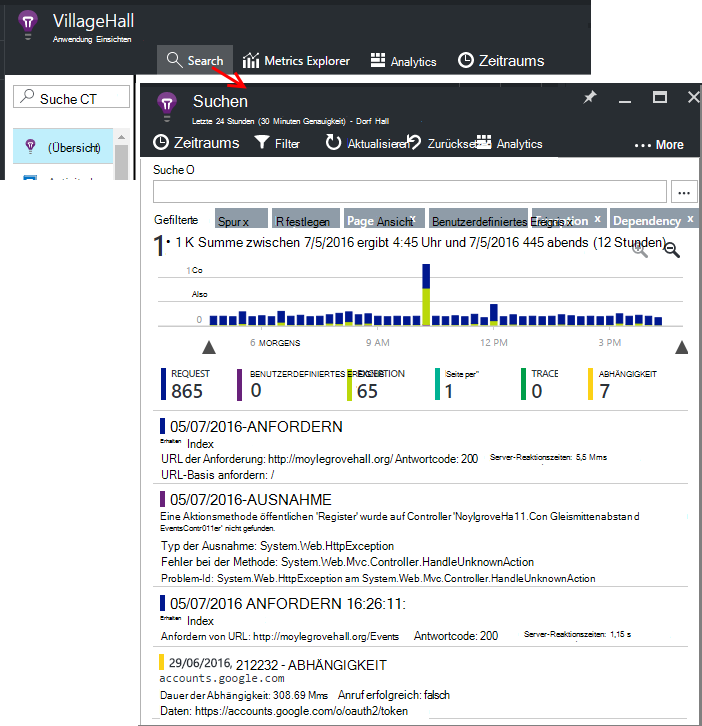 VillageHall
Anwendung Einsichten
Search Metrics Explorer Analytics Zeitraums
Suche CT
(Übersicht)
Suchen
Letzte 24 Stunden (30 Minuten Genauigkeit) - Dorf Hall
Zeitraums Filter Aktualisieren Zurücksetz Analytics ••• More
Suche O
...
Gefilterte Spur x R festlegen Page Ansicht x Benutzerdefiniertes Ereignis x x Dependency x
1• 1 K Summe zwischen 7/5/2016 ergibt 4:45 Uhr und 7/5/2016 445 abends (12 Stunden)
1 Co
Also
0
6 MORGENS 9 AM 12 PM 3 PM
REQUEST BENUTZERDEFINIERTES EXCEPTION Seite per" TRACE ABHÄNGIGKEIT
865 0 65 1 0 7
05/07/2016-ANFORDERN
Erhalten Index
URL der Anforderung: http://moylegrovehall.org/ Antwortcode: 200 Server-Reaktionszeiten: 5,5 Mms
URL-Basis anfordern: /
05/07/2016-AUSNAHME
Eine Aktionsmethode öffentlichen 'Register' wurde auf Controller 'NoylgroveHa11.Con Gleismittenabstan d
EventsContr011er' nicht gefunden.
Typ der Ausnahme: System.Web.HttpException
Fehler bei der Methode: System.Web.Mvc.Controller.HandleUnknownAction
Problem-Id: System.Web.HttpException am System.Web.Mvc.Controller.HandleUnknownAction
05/07/2016 ANFORDERN 16:26:11:
Erhalten Index
Anfordern von URL: http://moylegrovehall.org/Events Antwortcode: 200 Server-Reaktionszeiten: 1,15 s
29/06/2016, 212232 - ABHÄNGIGKEIT
accounts.google.com
Dauer der Abhängigkeit: 308.69 Mms Anruf erfolgreich: falsch
Daten: https://accounts.google.com/o/oauth2/token